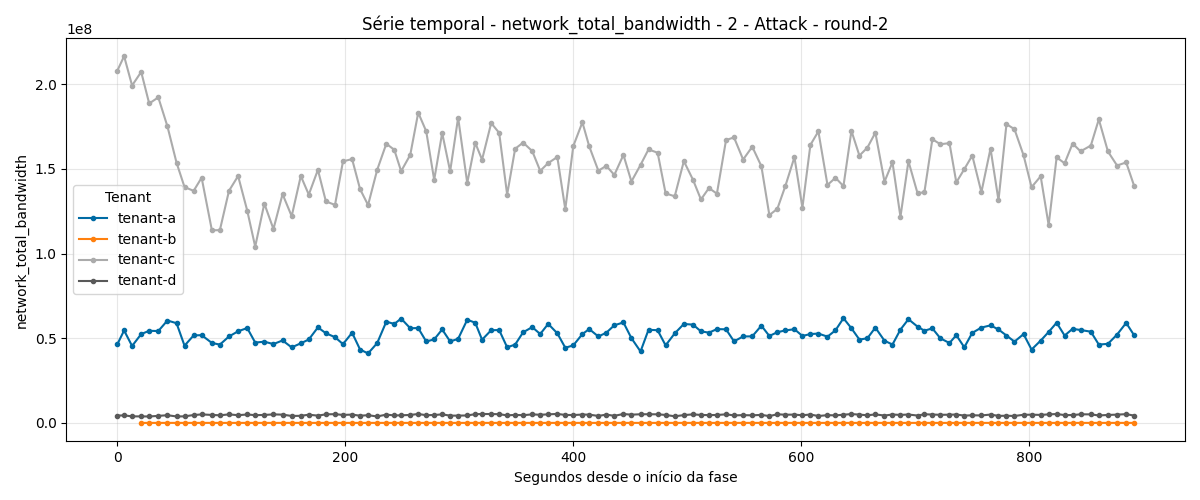 Série temporal - network_total_bandwidth - 2 - Attack - round-2
1e8
2.0
1.5
1.0
0.5
0.0
network_total_bandwidth
Tenant
tenant-a
tenant-b
tenant-c
tenant-d
0 200 400 600 800
Segundos desde o início da fase